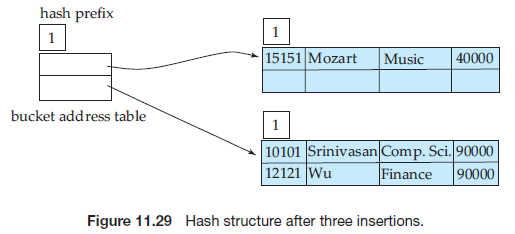 hash prefix
1
bucket address table
1
15151 Mozart Music 40000
1
10101 Srinivasan Comp. Sci. 90000
12121 Wu Finance 90000
Figure 11.29 Hash structure after three insertions.